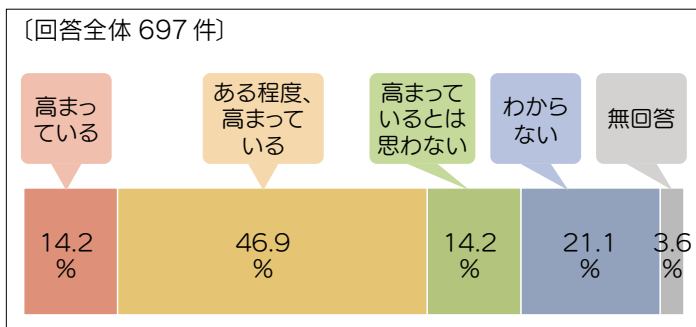 〔回答全体 697 件〕
高まっ
ている
ある程度、
高まって
いる
高まって
いるとは
思わない
わから
ない
無回答
14.2
%
46.9
%
14.2
%
21.1
%
3.6
%